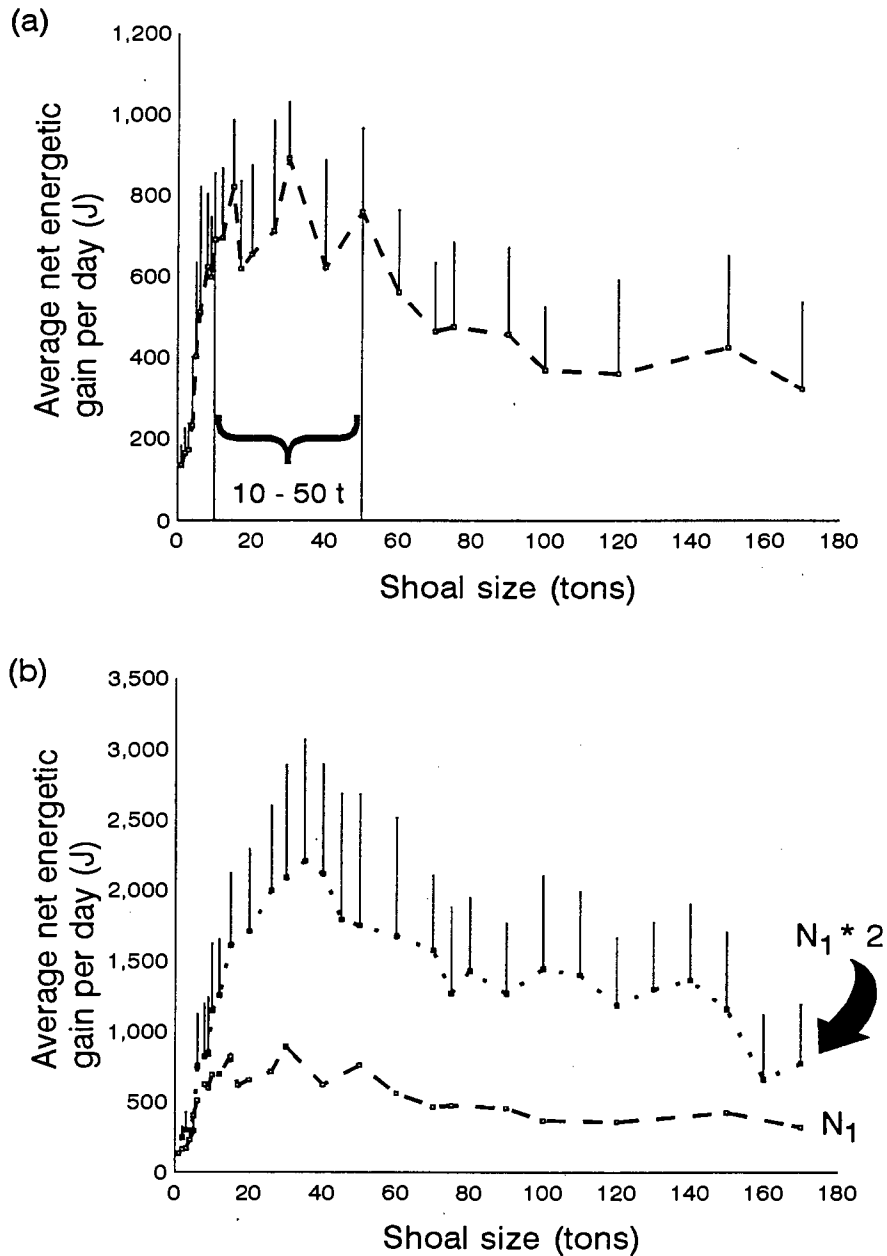 (a)
1,200
1,000
800
600
400
200
0
Average net energetic
gain per day (J)
10 - 50 t
0 20 40 60 80 100 120 140 160 180
Shoal size (tons)
(b)
3,500
3,000
2,500
2,000
1,500
1,000
500
0
Average net energetic
gain per day (J)
N₁ * 2
N₁
0 20 40 60 80 100 120 140 160 180
Shoal size (tons)